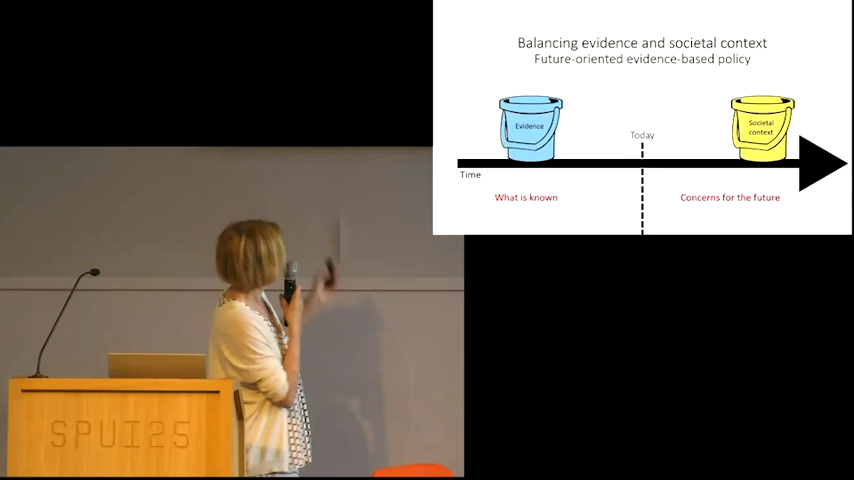 Balancing evidence and societal context
Future-oriented evidence-based policy
Evidence
Societal
context
Today
Time
What is known
Concerns for the future
SPUI25